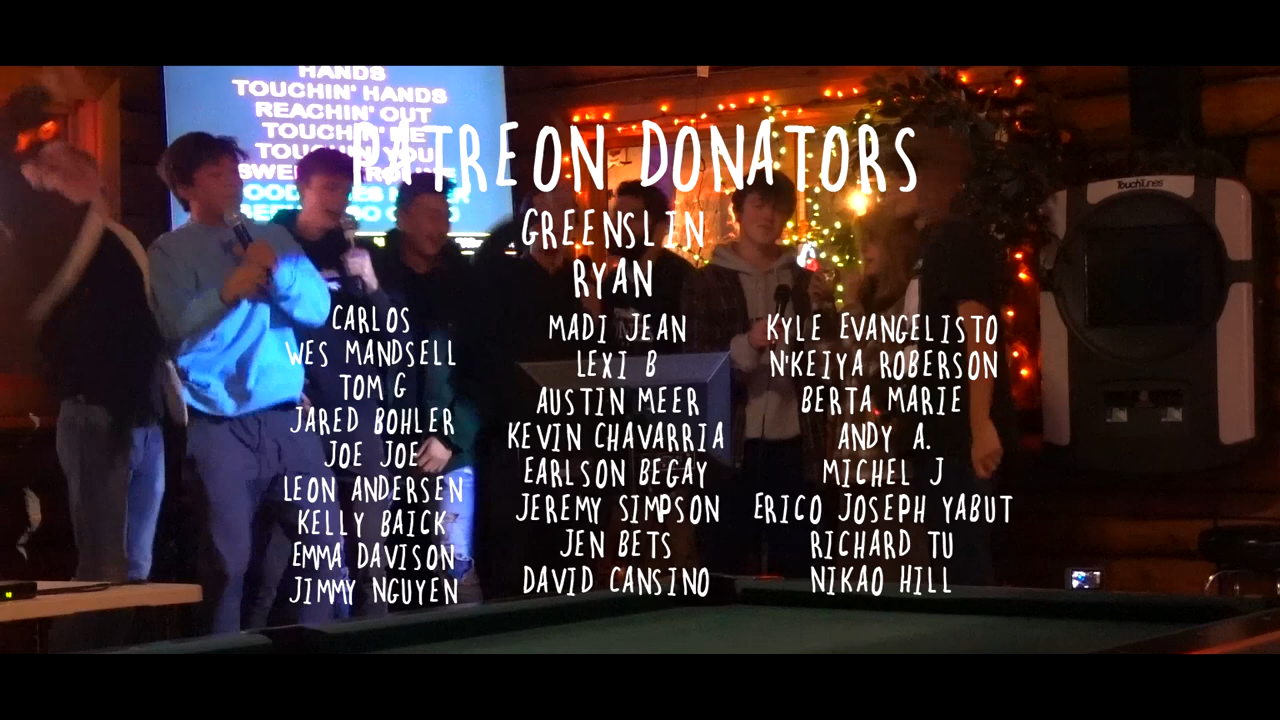 HANDS
TOUCHIN' HANDS
REACHIN' OUT
PATREON DONATORS
GREENSLIN
RYAN
CARLOS
WES MANDSELL
TOM G
JARED BOHLER
JOE JOE
LEON ANDERSEN
KELLY BAICK
EMMA DAVISON
JIMMY NGUYEN
MADI JEAN
LEXI B
AUSTIN MEER
KEVIN CHAVARRIA
EARLSON BEGAY
JEREMY SIMPSON
JEN BETS
DAVID CANSINO
KYLE EVANGELISTO
N'KEIYA ROBERSON
BERTA MARIE
ANDY A.
MICHEL J
ERICO JOSEPH YABUT
RICHARD TU
NIKAO HILL
TouchTunes